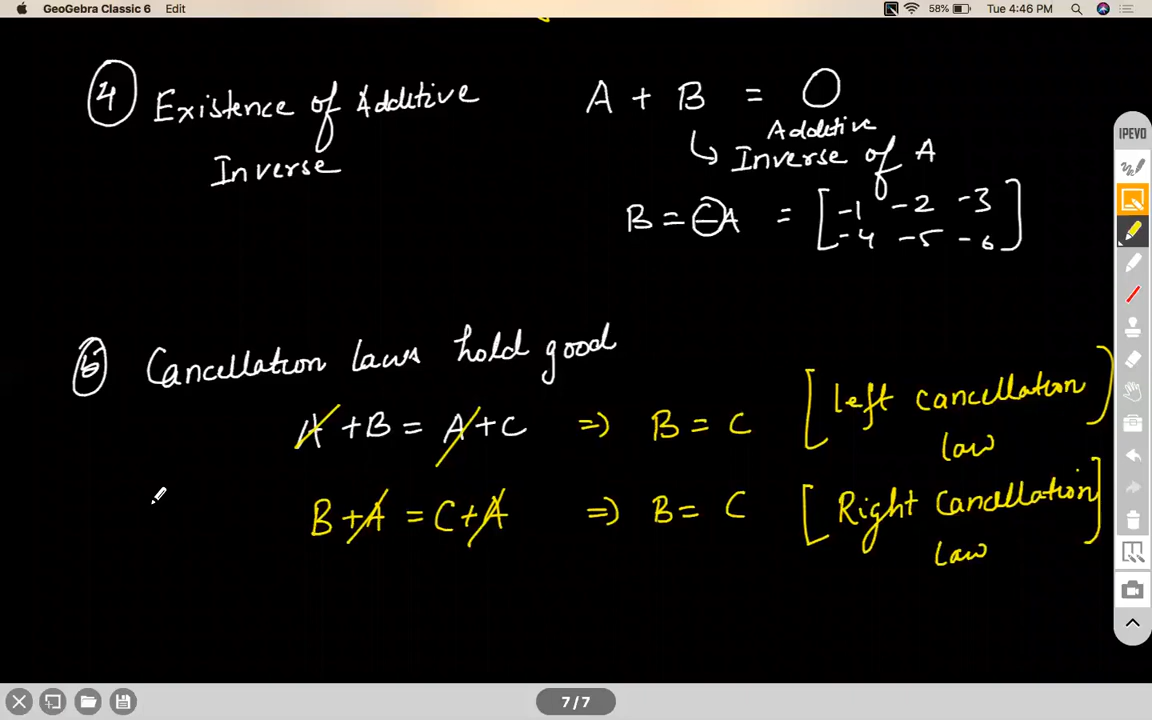 GeoGebra Classic 6 Edit
58% Tue 4:46 PM
4 Existence of Additive
Inverse
A + B = O
Additive
Inverse of A
B = -A = [-1 -2 -3
-4 -5 -6]
IPEVO
5 Cancellation laws hold good
A + B = A + C => B = C [left cancellation
law)
B + A = C + A => B = C [Right Cancellation]
law
7 / 7